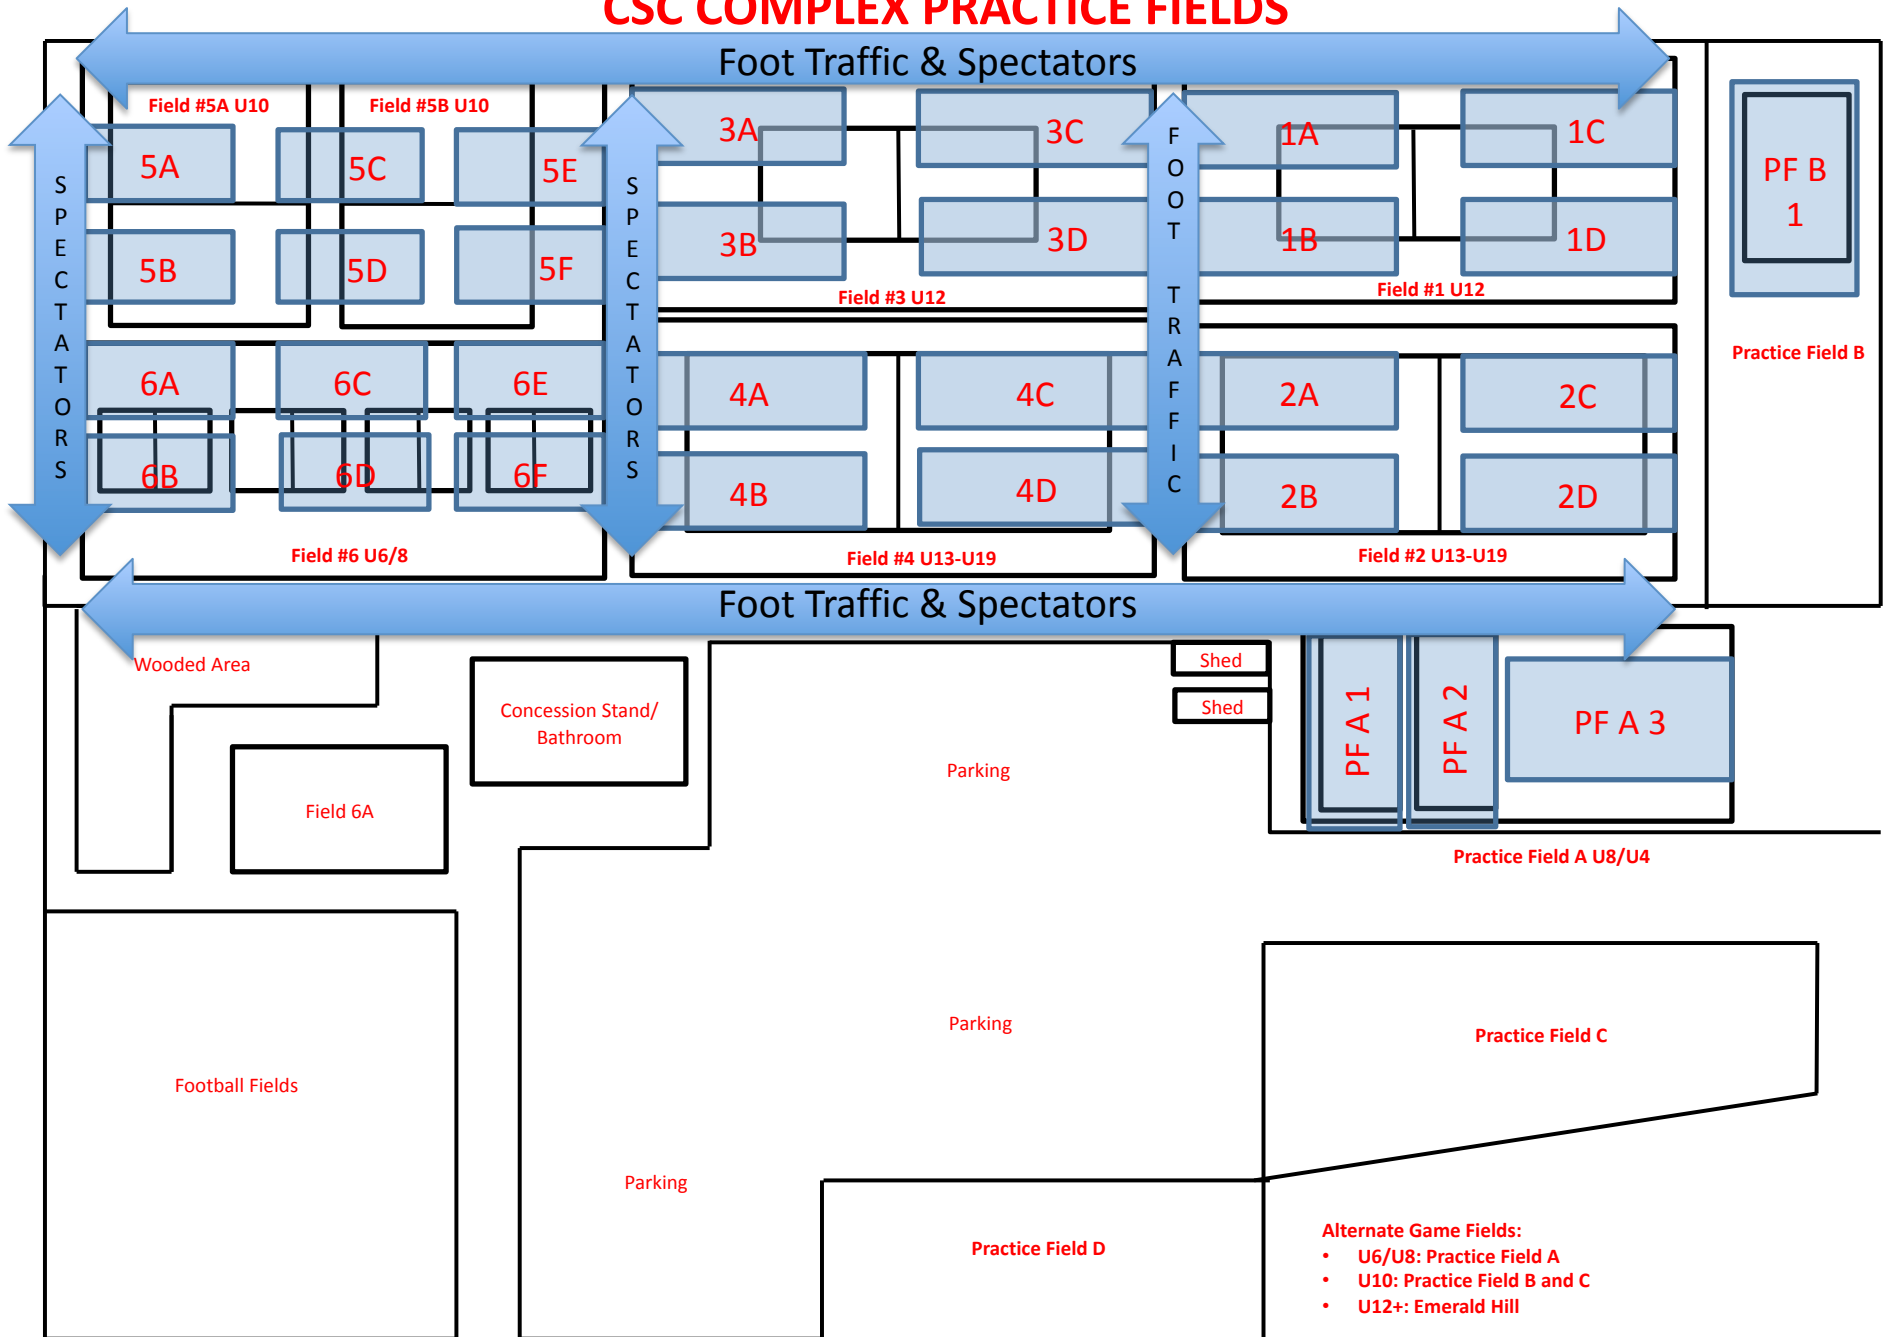 CSC COMPLEX PRACTICE FIELDS
Foot Traffic & Spectators
Field #5A U10
Field #5B U10
5A
5C
5E
5B
5D
5F
3A
3C
3B
3D
Field #3 U12
1A
1C
1B
1D
Field #1 U12
PF B
1
Practice Field B
SPECTATORS
SPECTATORS
FOOT TRAFFIC
6A
6C
6E
6B
6D
6F
Field #6 U6/8
4A
4C
4B
4D
Field #4 U13-U19
2A
2C
2B
2D
Field #2 U13-U19
Foot Traffic & Spectators
Wooded Area
Concession Stand/
Bathroom
Field 6A
Shed
Shed
Parking
PF A 1
PF A 2
PF A 3
Practice Field A U8/U4
Football Fields
Parking
Practice Field C
Parking
Practice Field D
Alternate Game Fields:
• U6/U8: Practice Field A
• U10: Practice Field B and C
• U12+: Emerald Hill